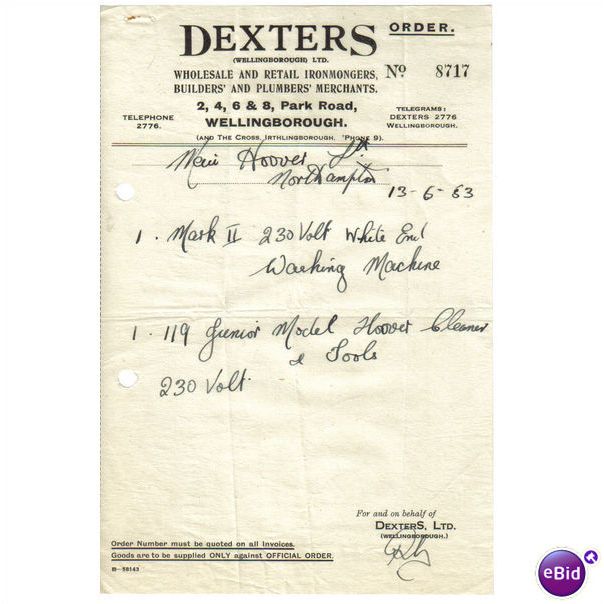 DEXTERS
ORDER.
(WELLINGBOROUGH) LTD.
WHOLESALE AND RETAIL IRONMONGERS,
Nº 8717
BUILDERS' AND PLUMBERS' MERCHANTS.
2, 4, 6 & 8, Park Road,
WELLINGBOROUGH.
TELEPHONE
2776.
TELEGRAMS:
DEXTERS 2776
WELLINGBOROUGH.
(AND THE CROSS, IRTHLINGBOROUGH. 'PHONE 9).
Hoover Ltd
Northampton
13-6-53
1. Mark II 230 Volt White Enl
Washing Machine
1. 119 Junior Model Hoover Cleaner
& Tools
230 Volt.
For and on behalf of
DEXTERS, LTD.
(WELLINGBOROUGH.)
Order Number must be quoted on all Invoices.
Goods are to be supplied ONLY against OFFICIAL ORDER.
B—58143
eBid